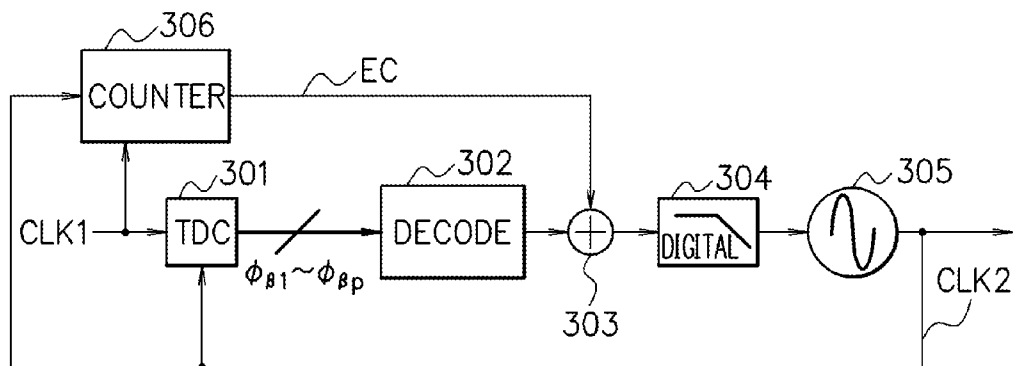 306
EC
COUNTER
301
302
304
305
CLK1
TDC
DECODE
DIGITAL
ϕβ1~ϕβp
303
CLK2